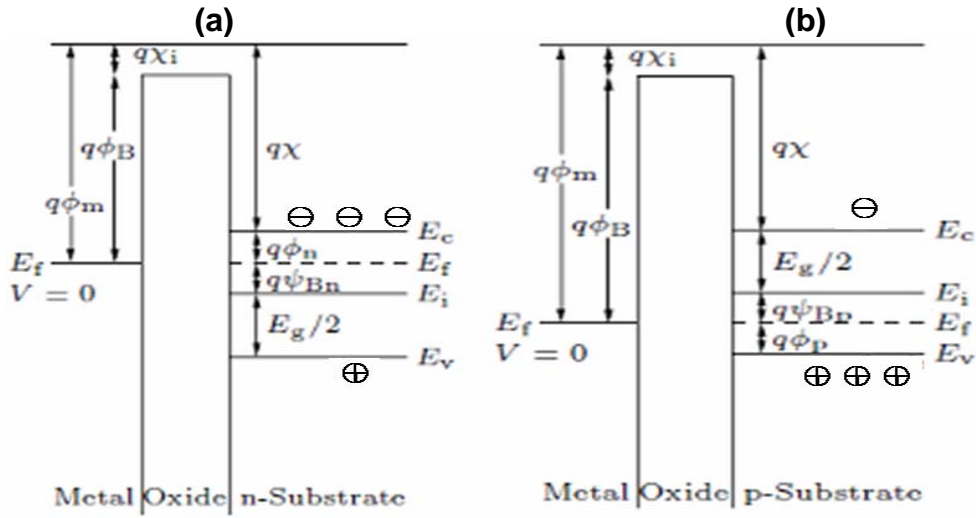 (a)
qχi
qϕB
qχ
qϕm
Ec
qϕn
Ef
Ef
qψBn
V = 0
Ei
Eg/2
Ev
Metal Oxide n-Substrate
(b)
qχi
qχ
qϕm
qϕB
Ec
Eg/2
Ei
qψBp
Ef
Ef
qϕp
V = 0
Ev
Metal Oxide p-Substrate